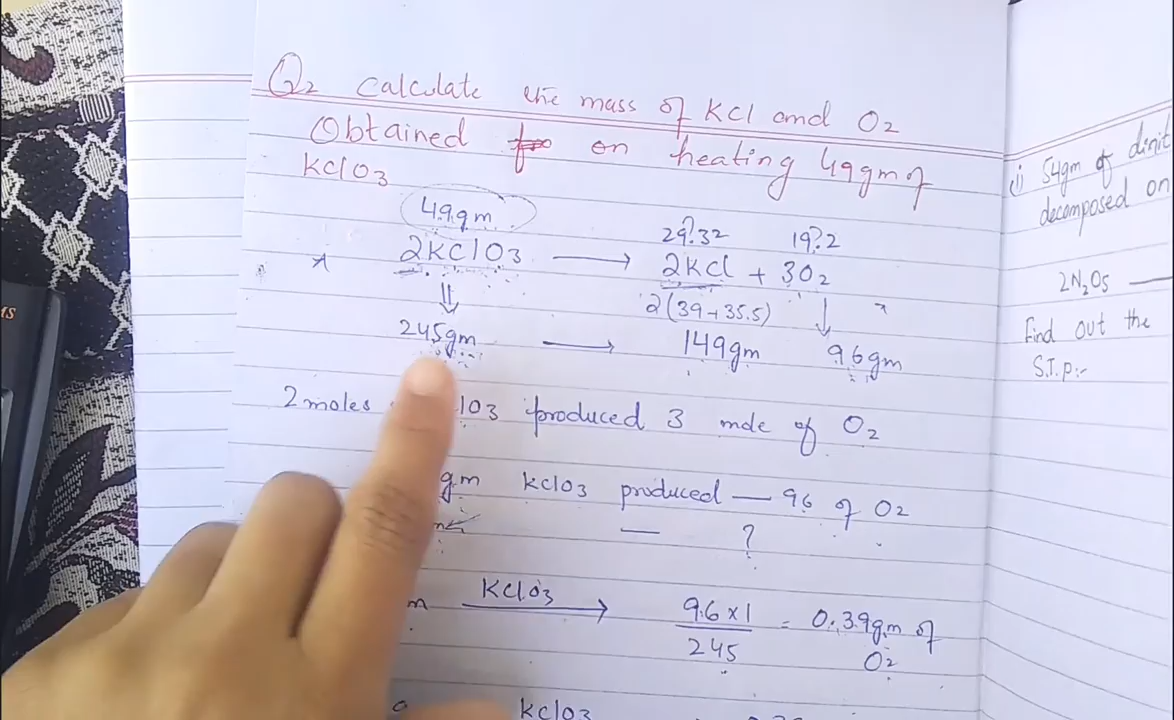 Q2 Calculate the mass of KCl and O2
Obtained on heating 49gm of
KClO3
49gm
29.32 19.2
? ?
2KClO3 → 2KCl + 3O2
⇓ 2(39+35.5) ↓
245gm → 149gm 96gm
2 moles lO3 produced 3 mole of O2
gm KClO3 produced — 96 of O2
— ?
m KClO3 → 96 x 1 / 245 = 0.39gm of
O2
KClO3
(i) 54gm of dinit
decomposed on
2N2O5 —
Find out the
S.T.P:-